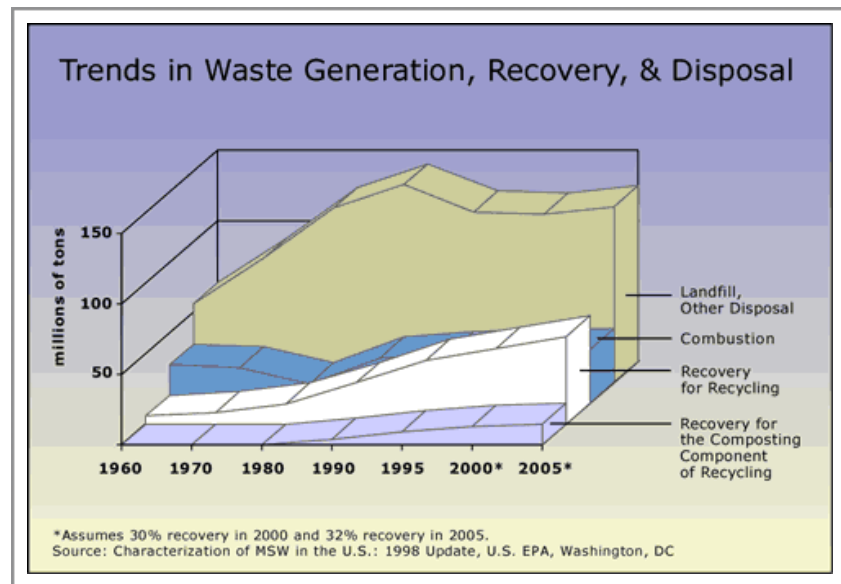 Trends in Waste Generation, Recovery, & Disposal
millions of tons
150
100
50
1960 1970 1980 1990 1995 2000* 2005*
Landfill,
Other Disposal
Combustion
Recovery
for Recycling
Recovery for
the Composting
Component
of Recycling
*Assumes 30% recovery in 2000 and 32% recovery in 2005.
Source: Characterization of MSW in the U.S.: 1998 Update, U.S. EPA, Washington, DC